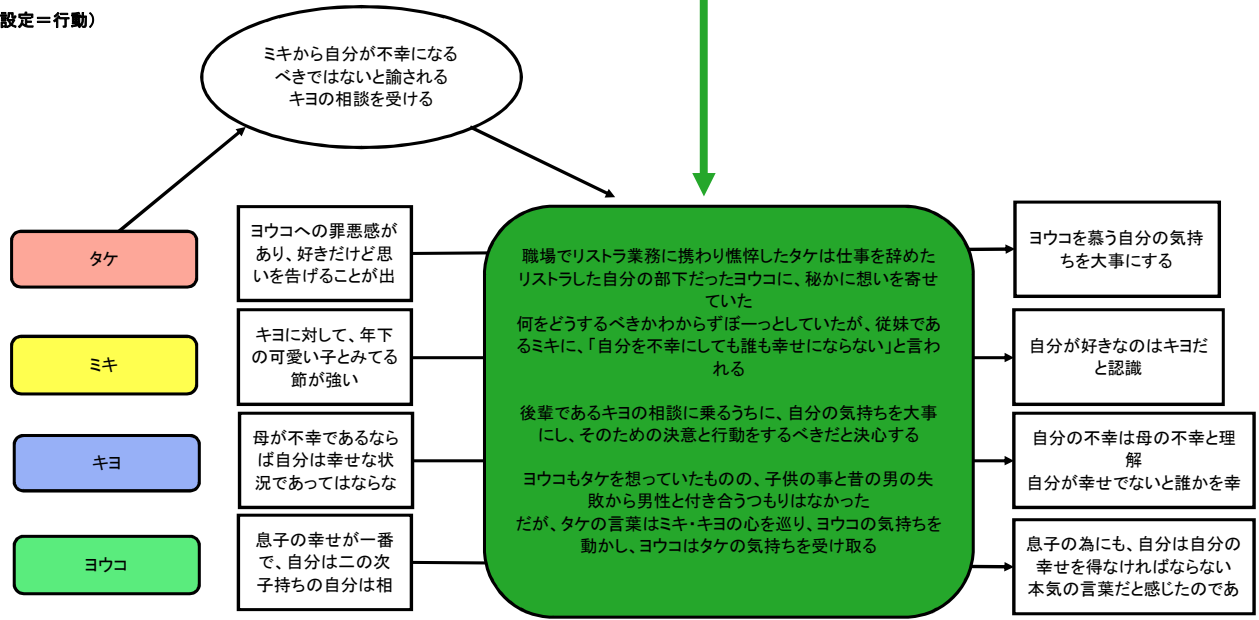 設定=行動)
ミキから自分が不幸になる
べきではないと諭される
キヨの相談を受ける
タケ
ヨウコへの罪悪感が
あり、好きだけど思
いを告げることが出
ミキ
キヨに対して、年下
の可愛い子とみてる
節が強い
キヨ
母が不幸であるなら
ば自分は幸せな状
況であってはならな
ヨウコ
息子の幸せが一番
で、自分は二の次
子持ちの自分は相
職場でリストラ業務に携わり憔悴したタケは仕事を辞めた
リストラした自分の部下だったヨウコに、秘かに想いを寄せ
ていた
何をどうするべきかわからずぼーっとしていたが、従妹であ
るミキに、「自分を不幸にしても誰も幸せにならない」と言わ
れる
後輩であるキヨの相談に乗るうちに、自分の気持ちを大事
にし、そのための決意と行動をするべきだと決心する
ヨウコもタケを想っていたものの、子供の事と昔の男の失
敗から男性と付き合うつもりはなかった
だが、タケの言葉はミキ・キヨの心を巡り、ヨウコの気持ちを
動かし、ヨウコはタケの気持ちを受け取る
ヨウコを慕う自分の気持
ちを大事にする
自分が好きなのはキヨだ
と認識
自分の不幸は母の不幸と理
解
自分が幸せでないと誰かを幸
息子の為にも、自分は自分の
幸せを得なければならない
本気の言葉だと感じたのであ